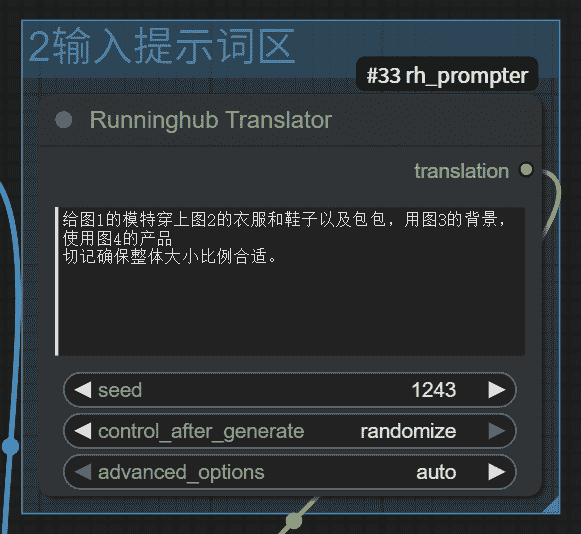 2输入提示词区
#33 rh_prompter
Runninghub Translator
translation
给图1的模特穿上图2的衣服和鞋子以及包包，用图3的背景，
使用图4的产品
切记确保整体大小比例合适。
seed 1243
control_after_generate randomize
advanced_options auto